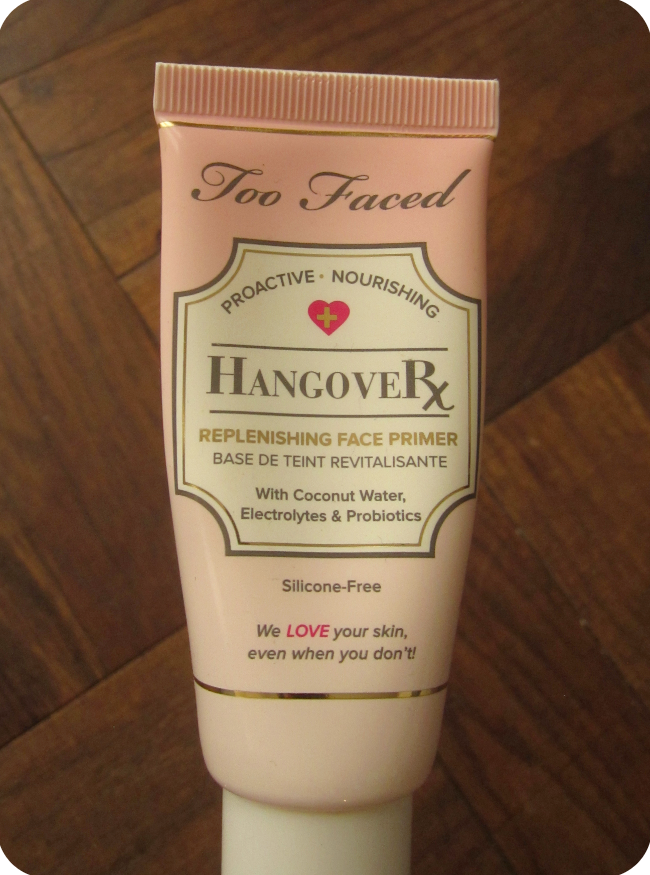 Too Faced
PROACTIVE • NOURISHING
HANGOVERx
REPLENISHING FACE PRIMER
BASE DE TEINT REVITALISANTE
With Coconut Water,
Electrolytes & Probiotics
Silicone-Free
We LOVE your skin,
even when you don't!